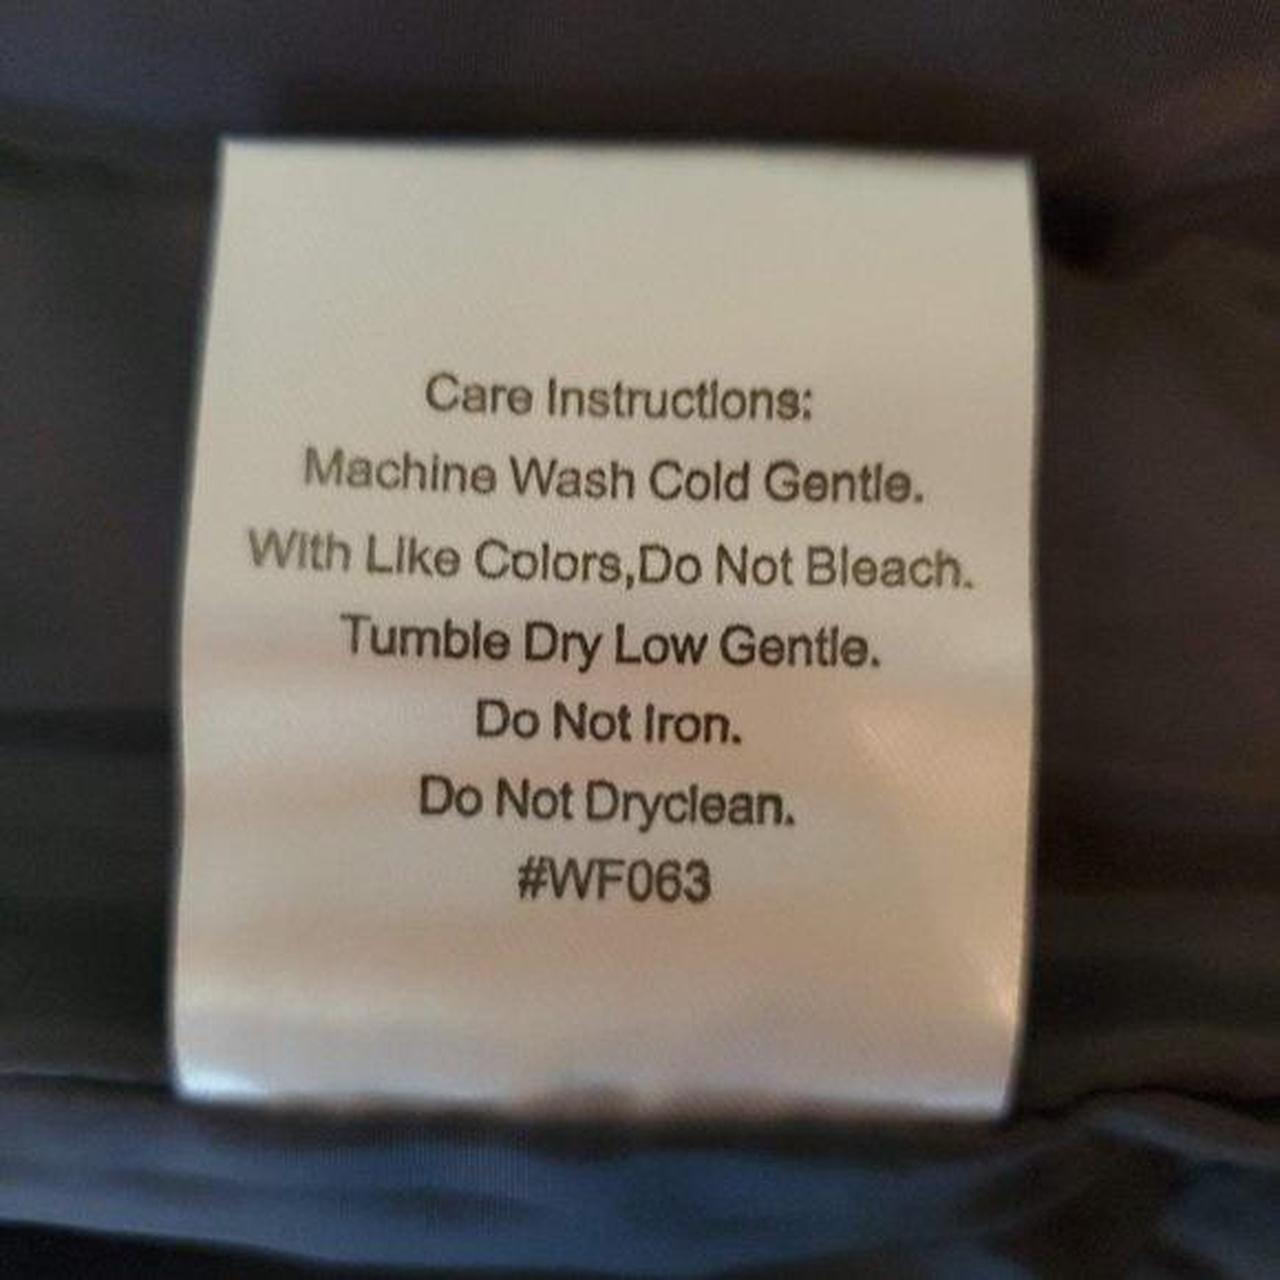 Care Instructions:
Machine Wash Cold Gentle.
With Like Colors,Do Not Bleach.
Tumble Dry Low Gentle.
Do Not Iron.
Do Not Dryclean.
#WF063